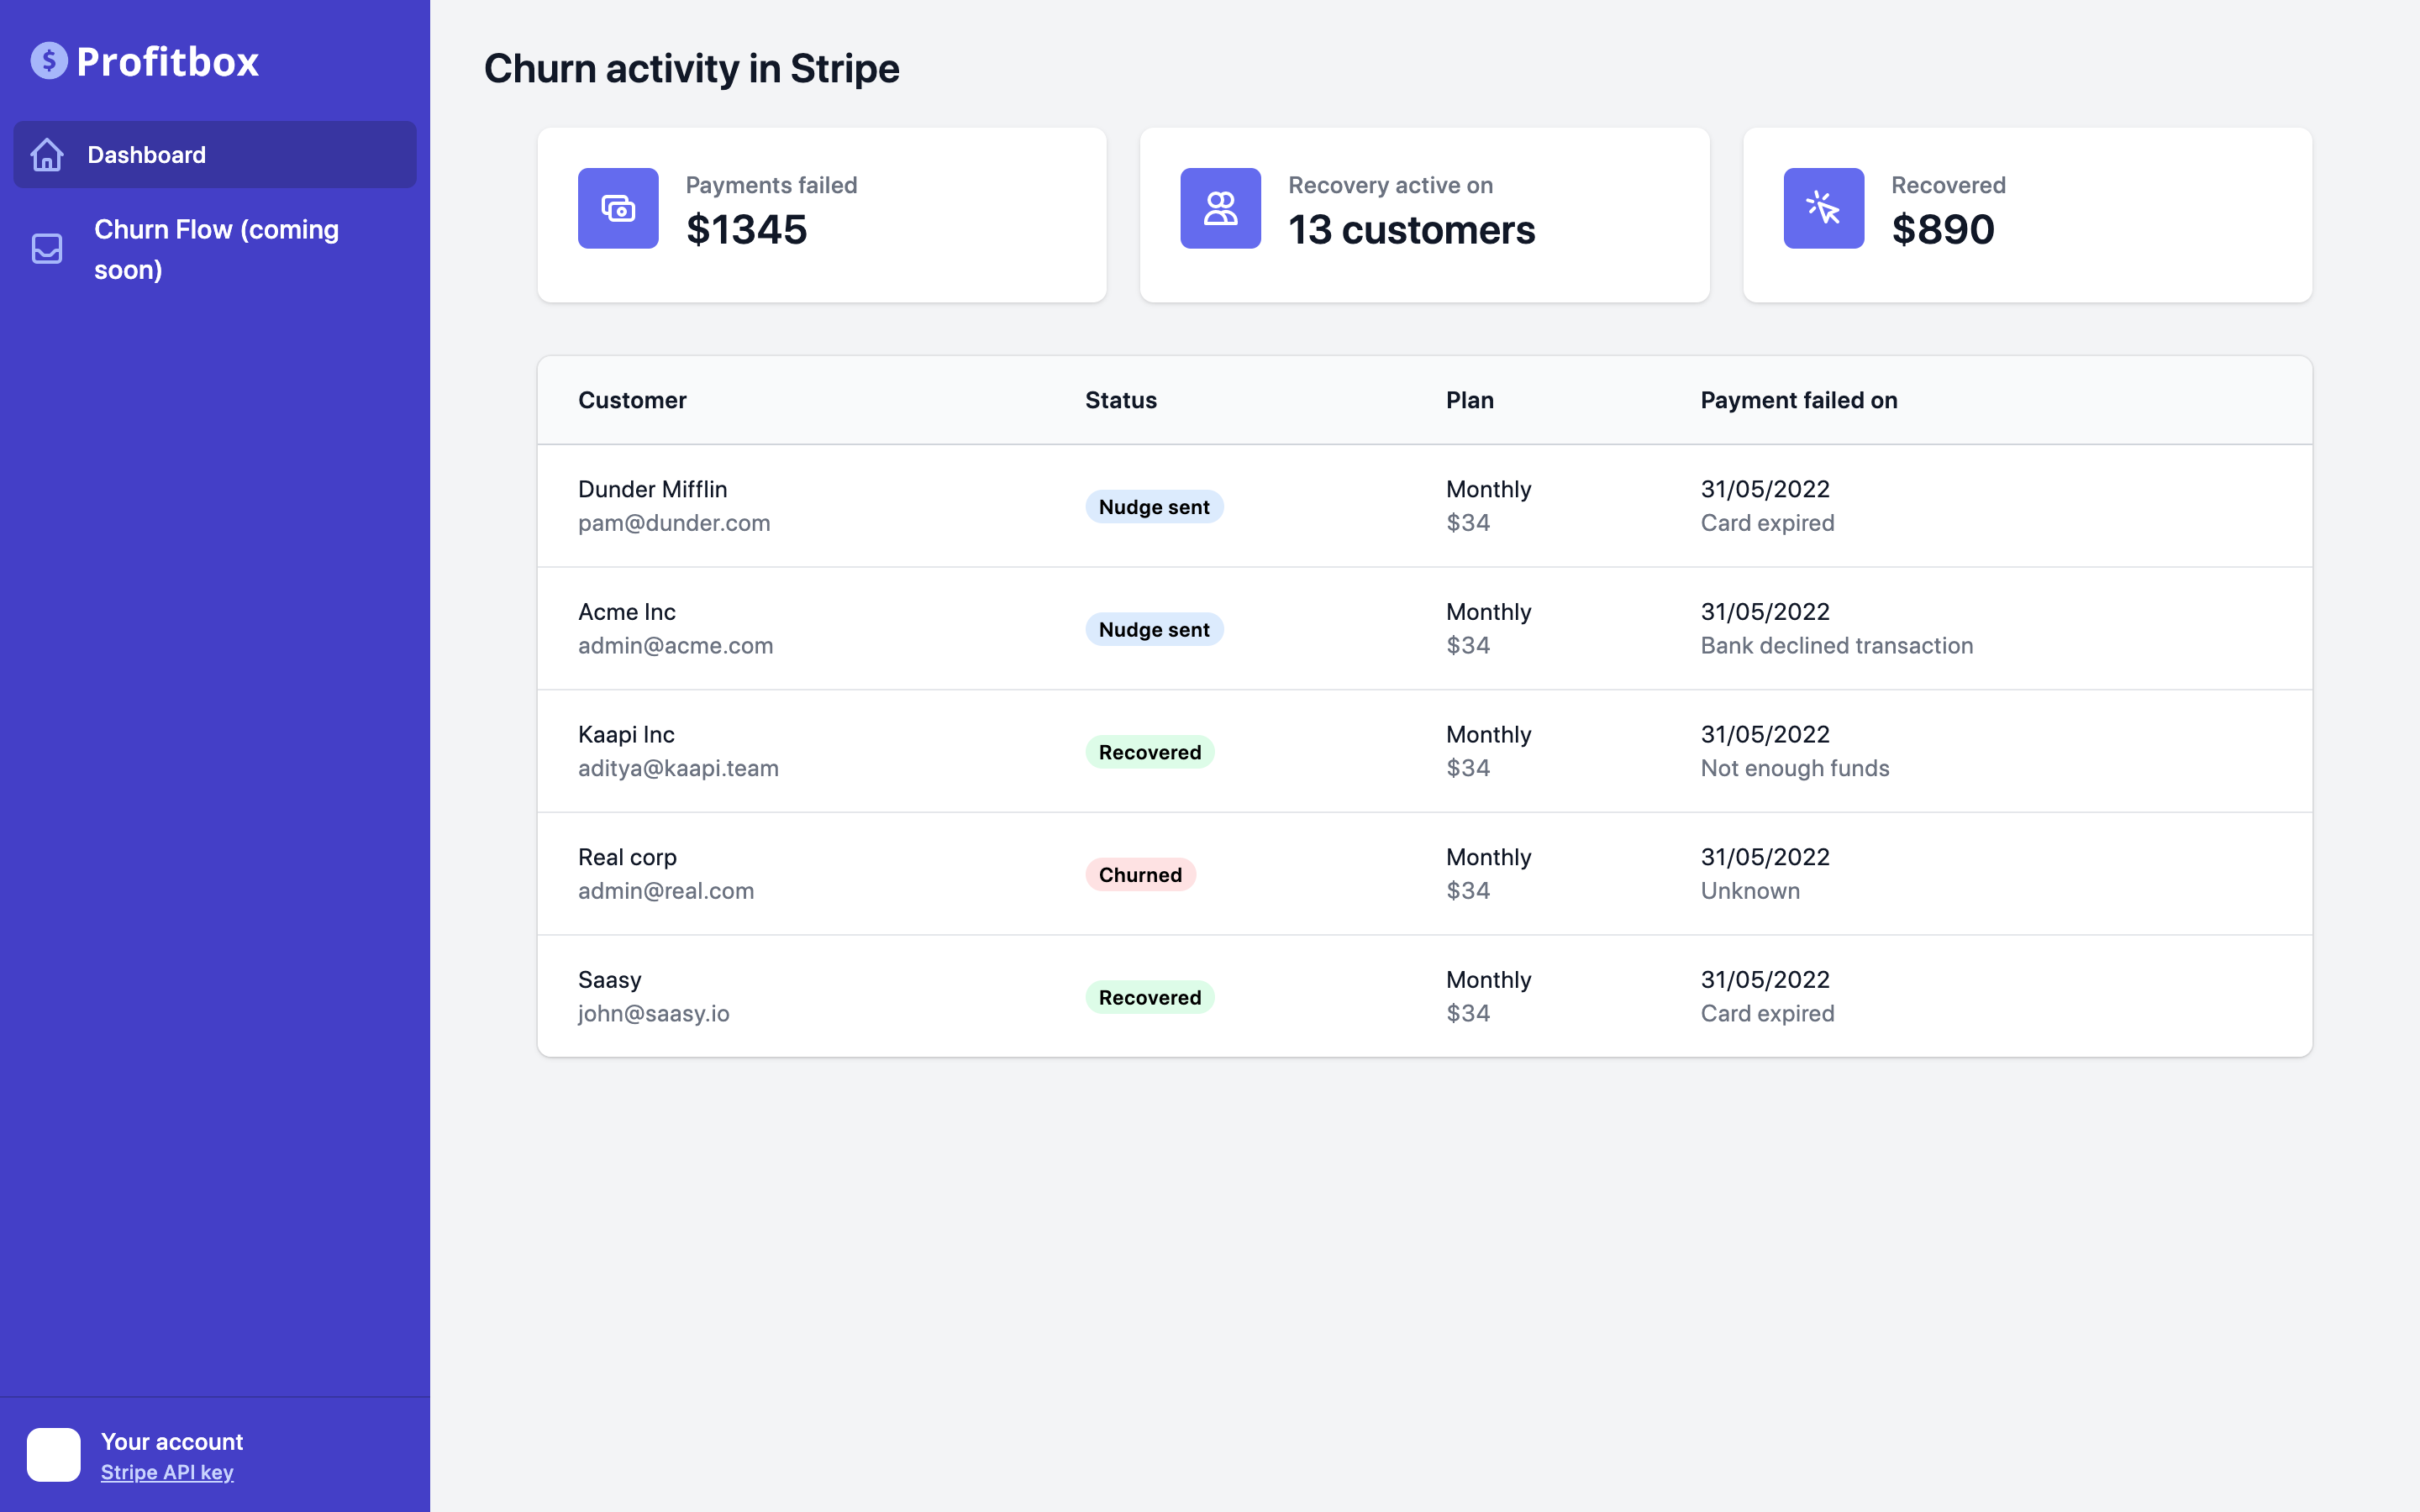 $ Profitbox
Dashboard
Churn Flow (coming
soon)
Your account
Stripe API key
Churn activity in Stripe
Payments failed
$1345
Recovery active on
13 customers
Recovered
$890
Customer Status Plan Payment failed on
Dunder Mifflin Monthly 31/05/2022
Nudge sent
pam@dunder.com $34 Card expired
Acme Inc Monthly 31/05/2022
Nudge sent
admin@acme.com $34 Bank declined transaction
Kaapi Inc Monthly 31/05/2022
Recovered
aditya@kaapi.team $34 Not enough funds
Real corp Monthly 31/05/2022
Churned
admin@real.com $34 Unknown
Saasy Monthly 31/05/2022
Recovered
john@saasy.io $34 Card expired